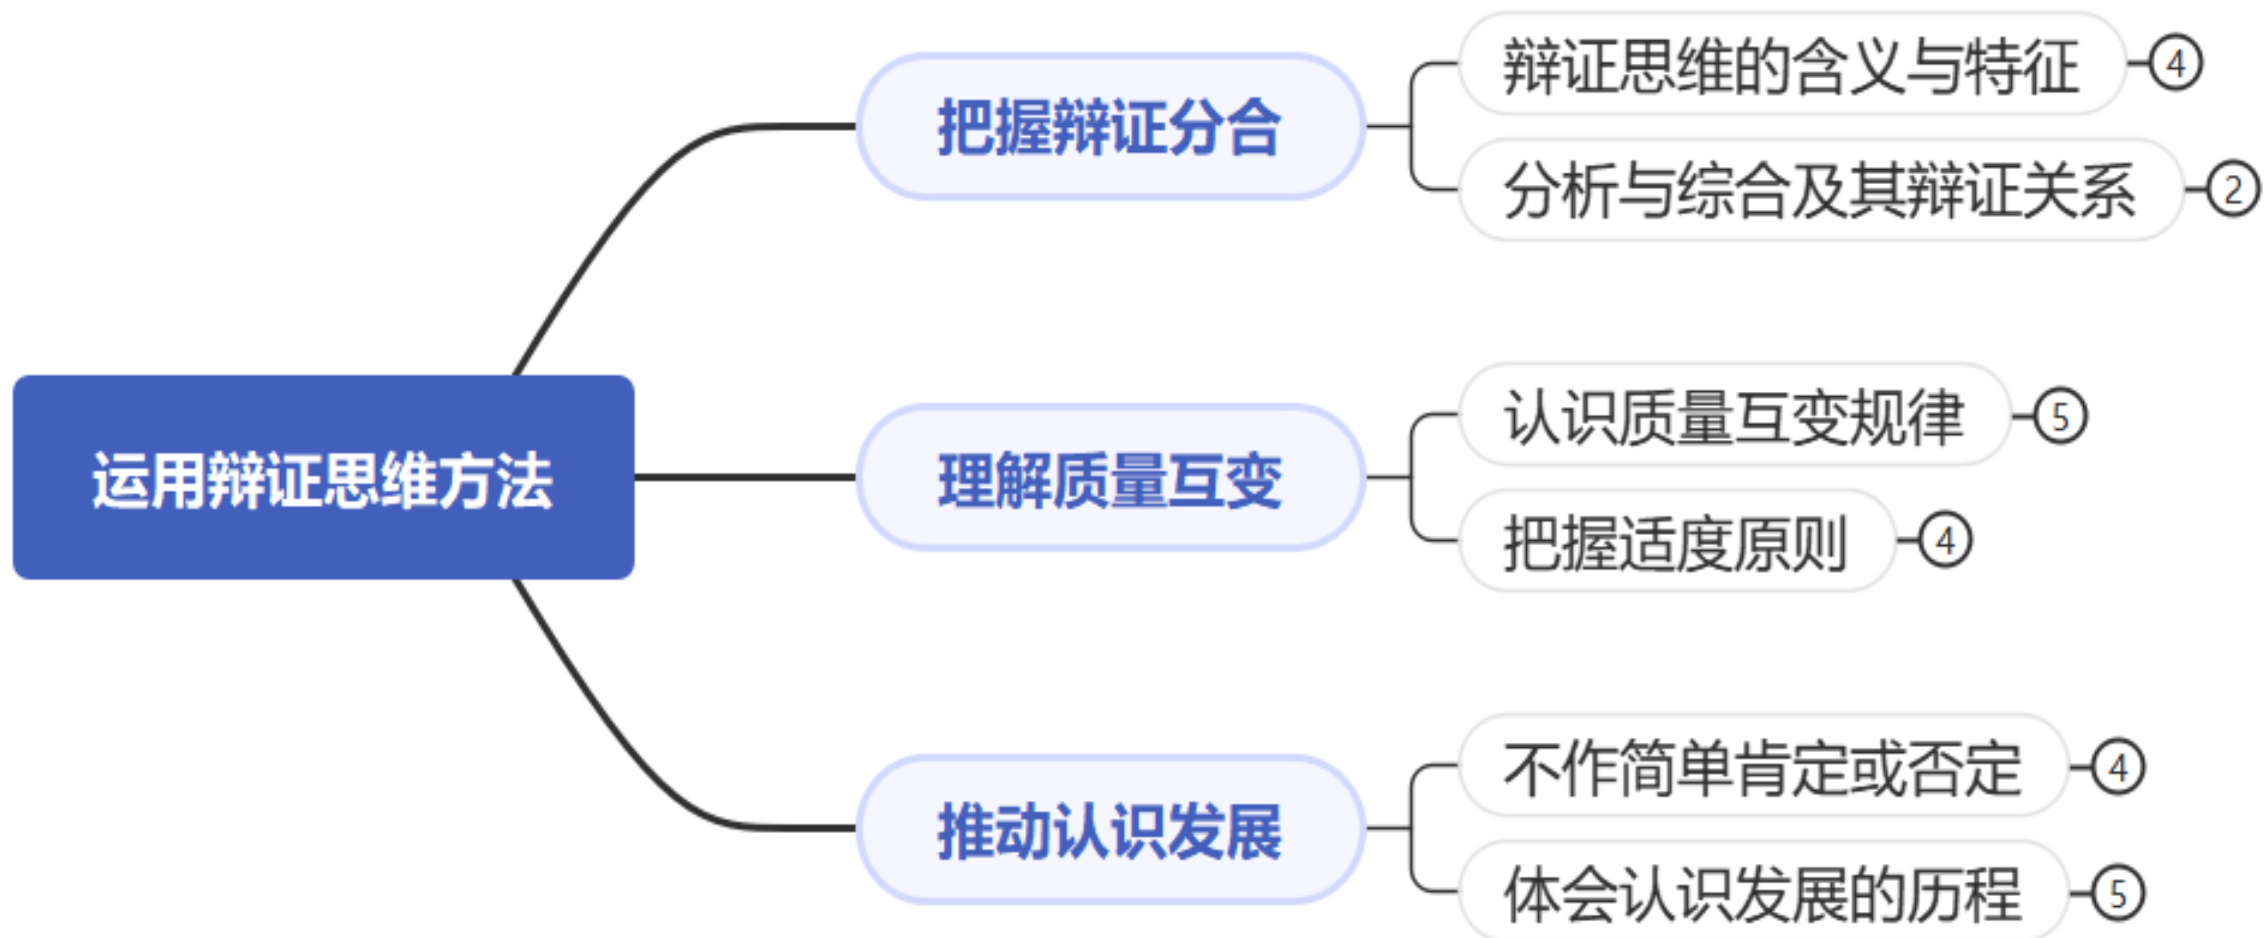 运用辩证思维方法
把握辩证分合
辩证思维的含义与特征 4
分析与综合及其辩证关系 2
理解质量互变
认识质量互变规律 5
把握适度原则 4
推动认识发展
不作简单肯定或否定 4
体会认识发展的历程 5